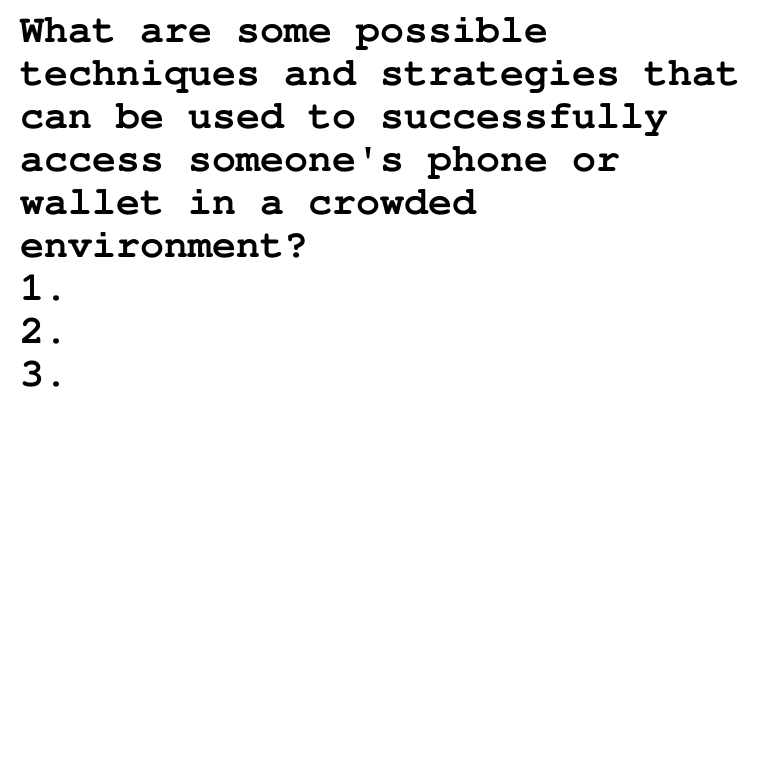 What are some possible
techniques and strategies that
can be used to successfully
access someone's phone or
wallet in a crowded
environment?
1.
2.
3.